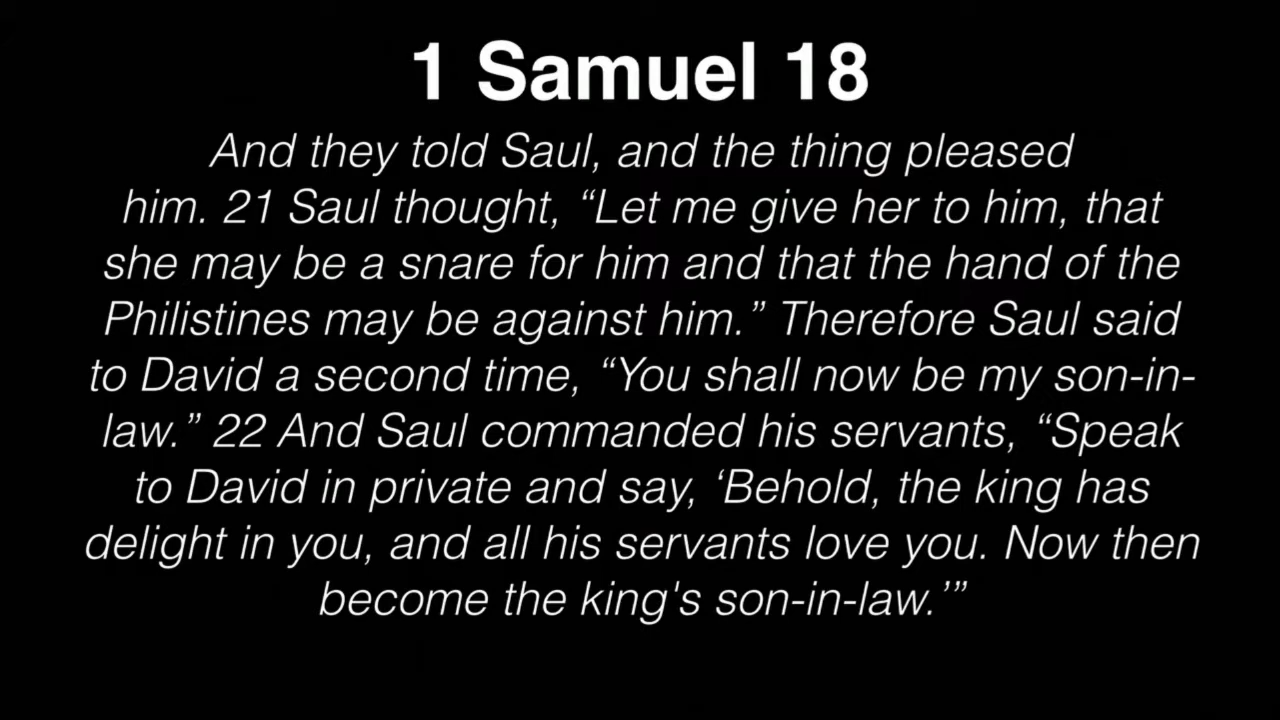 1 Samuel 18
And they told Saul, and the thing pleased
him. 21 Saul thought, “Let me give her to him, that
she may be a snare for him and that the hand of the
Philistines may be against him.” Therefore Saul said
to David a second time, “You shall now be my son-in-
law.” 22 And Saul commanded his servants, “Speak
to David in private and say, ‘Behold, the king has
delight in you, and all his servants love you. Now then
become the king's son-in-law.’”